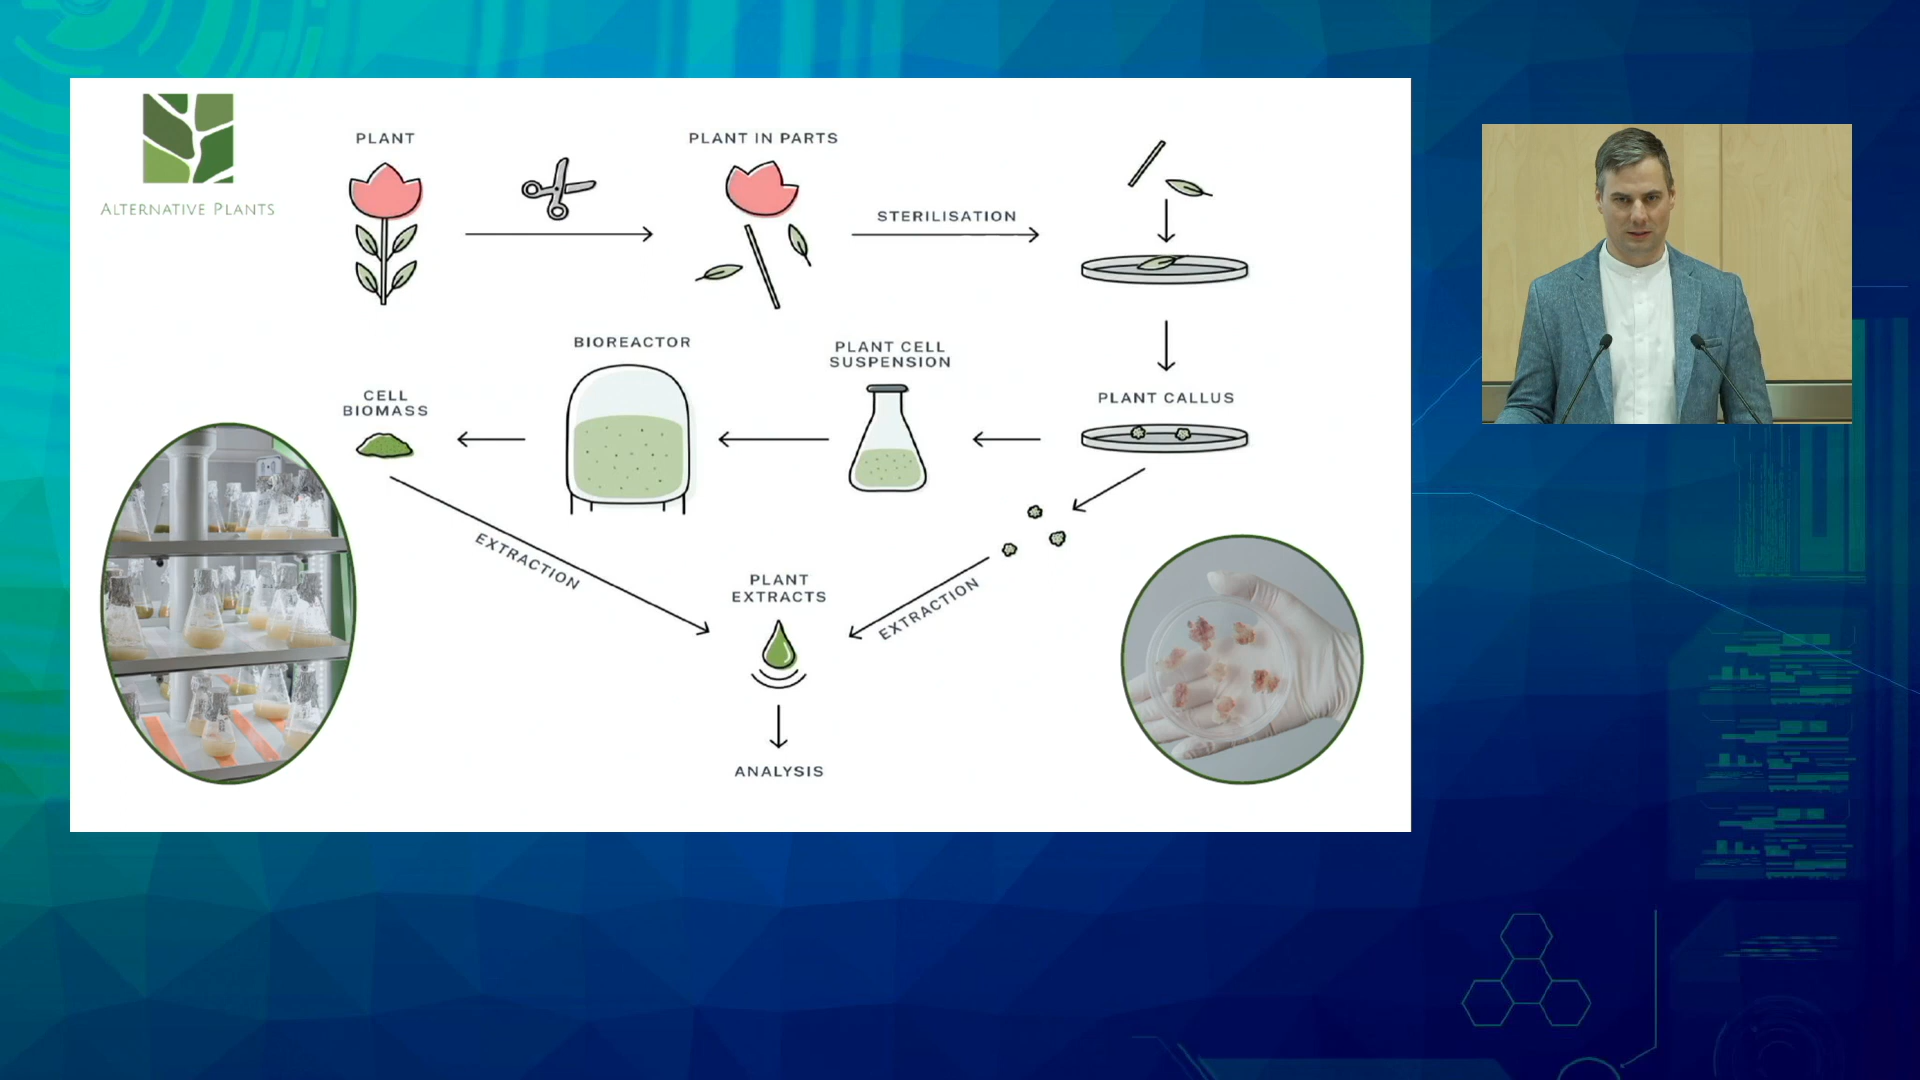 ALTERNATIVE PLANTS
PLANT
PLANT IN PARTS
STERILISATION
PLANT CALLUS
PLANT CELL
SUSPENSION
BIOREACTOR
CELL
BIOMASS
EXTRACTION
EXTRACTION
PLANT
EXTRACTS
ANALYSIS